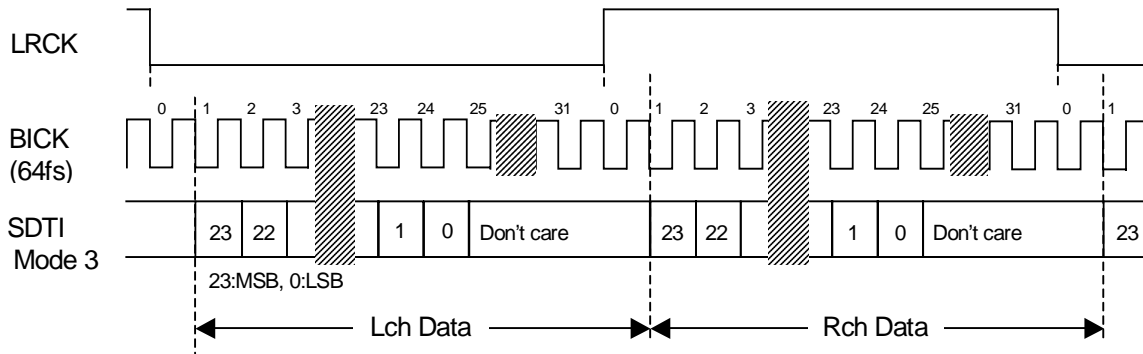 LRCK
0 1 2 3 23 24 25 31 0 1 2 3 23 24 25 31 0 1
BICK
(64fs)
SDTI
Mode 3
23 22 1 0 Don't care 23 22 1 0 Don't care 23
23:MSB, 0:LSB
Lch Data Rch Data